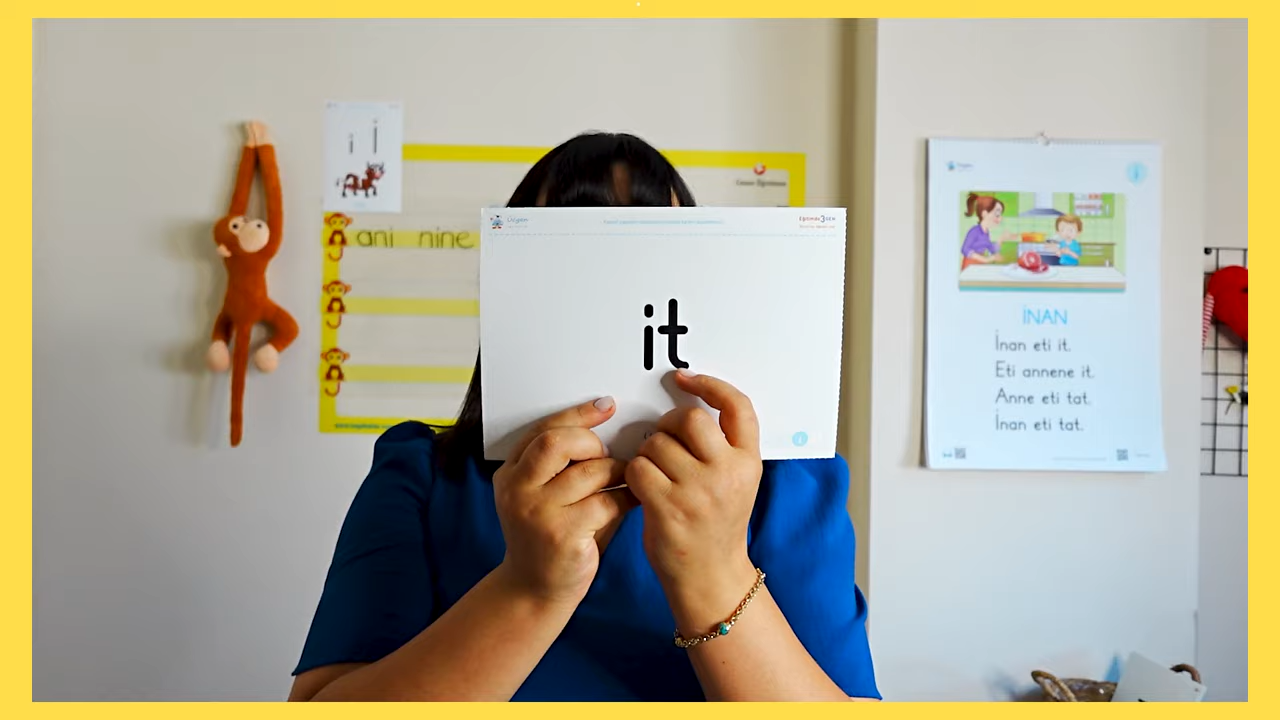 i i
ani nine
it
İNAN
İnan eti it.
Eti annene it.
Anne eti tat.
İnan eti tat.